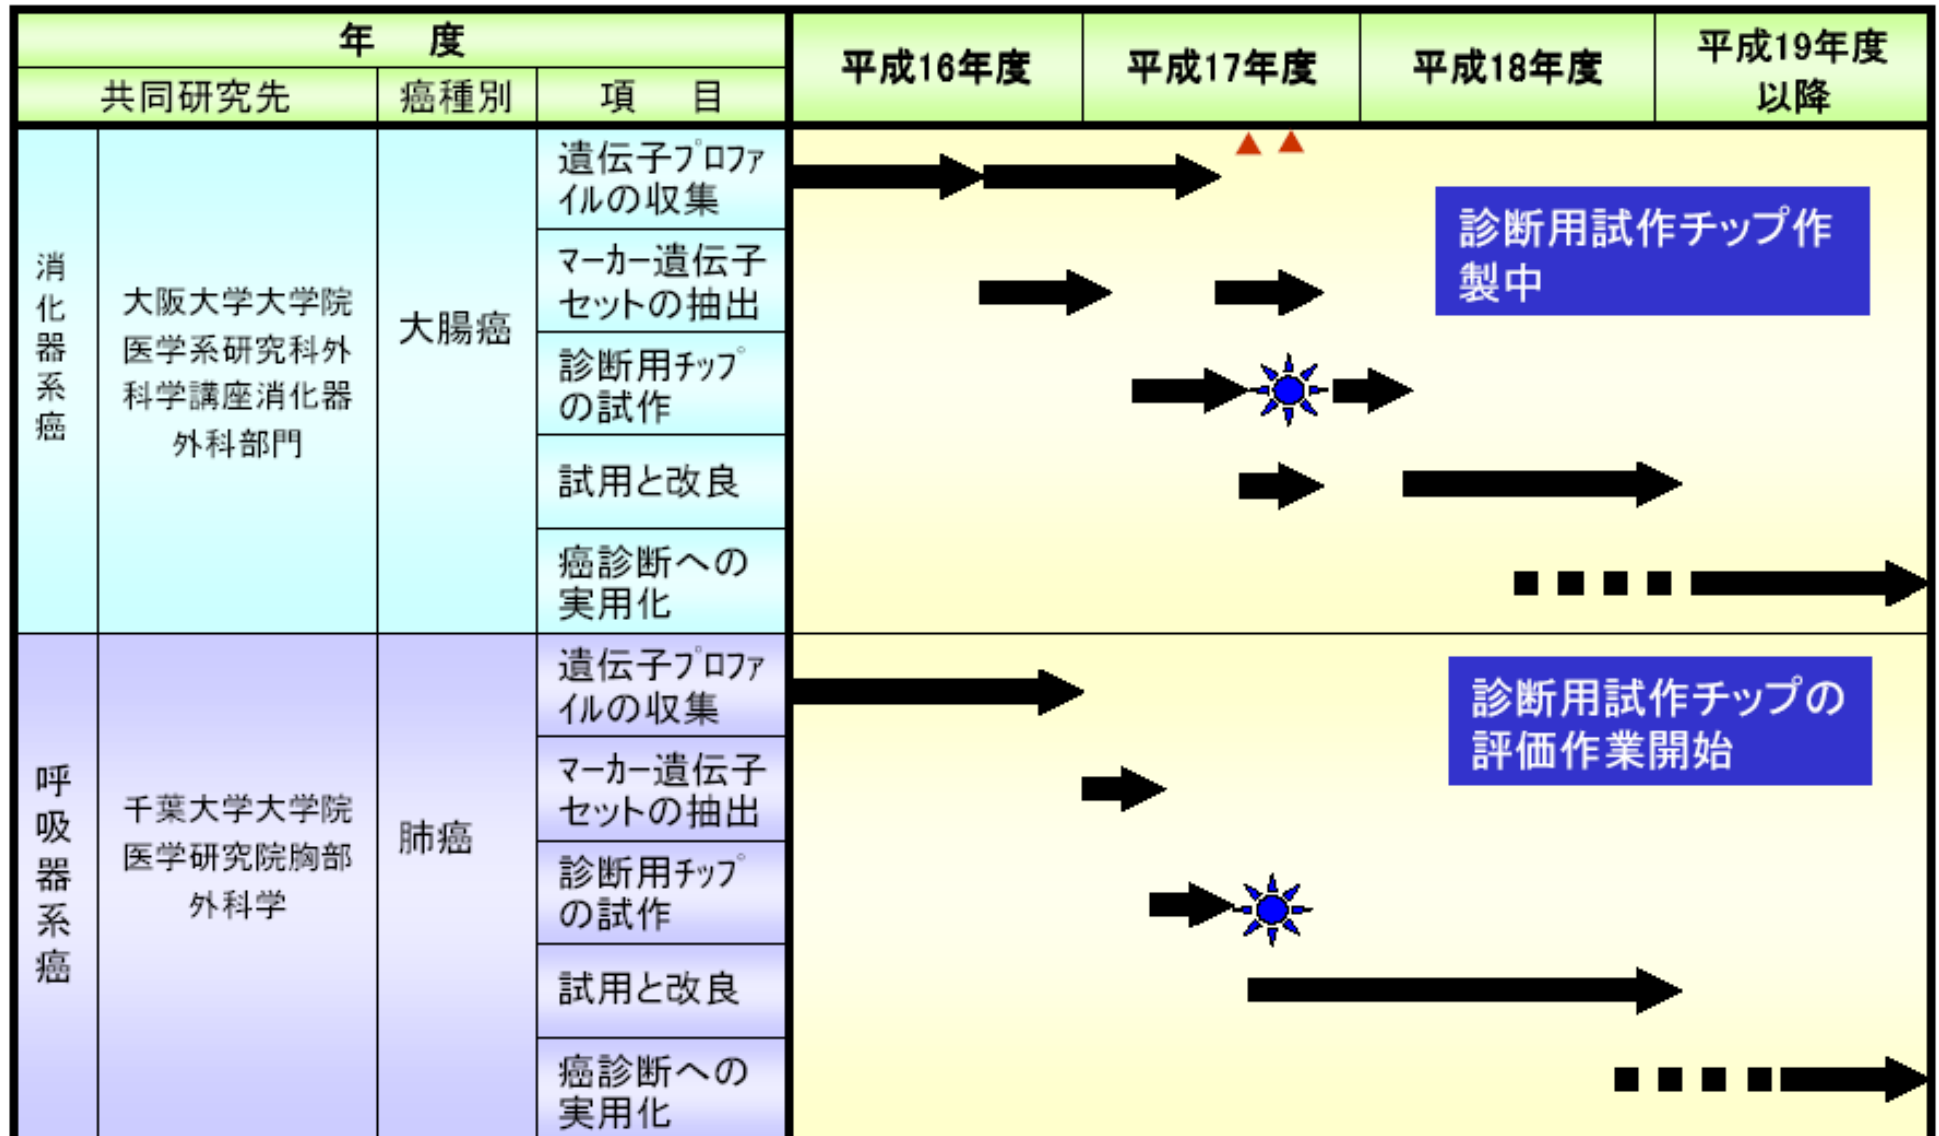 年 度
平成16年度
平成17年度
平成18年度
平成19年度
以降
共同研究先
癌種別
項 目
消
化
器
系
癌
大阪大学大学院
医学系研究科外
科学講座消化器
外科部門
大腸癌
遺伝子プロファ
イルの収集
マーカー遺伝子
セットの抽出
診断用チップ
の試作
試用と改良
癌診断への
実用化
診断用試作チップ作
製中
呼
吸
器
系
癌
千葉大学大学院
医学研究院胸部
外科学
肺癌
遺伝子プロファ
イルの収集
マーカー遺伝子
セットの抽出
診断用チップ
の試作
試用と改良
癌診断への
実用化
診断用試作チップの
評価作業開始